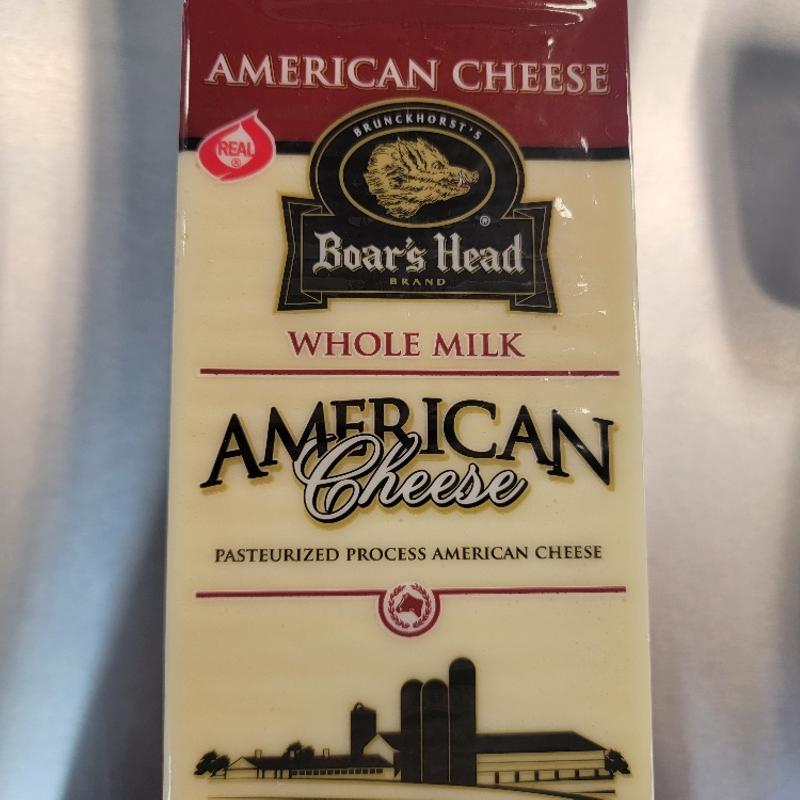 AMERICAN CHEESE
REAL
®
BRUNCKHORST'S
®
Boar's Head
BRAND
WHOLE MILK
AMERICAN
Cheese
PASTEURIZED PROCESS AMERICAN CHEESE